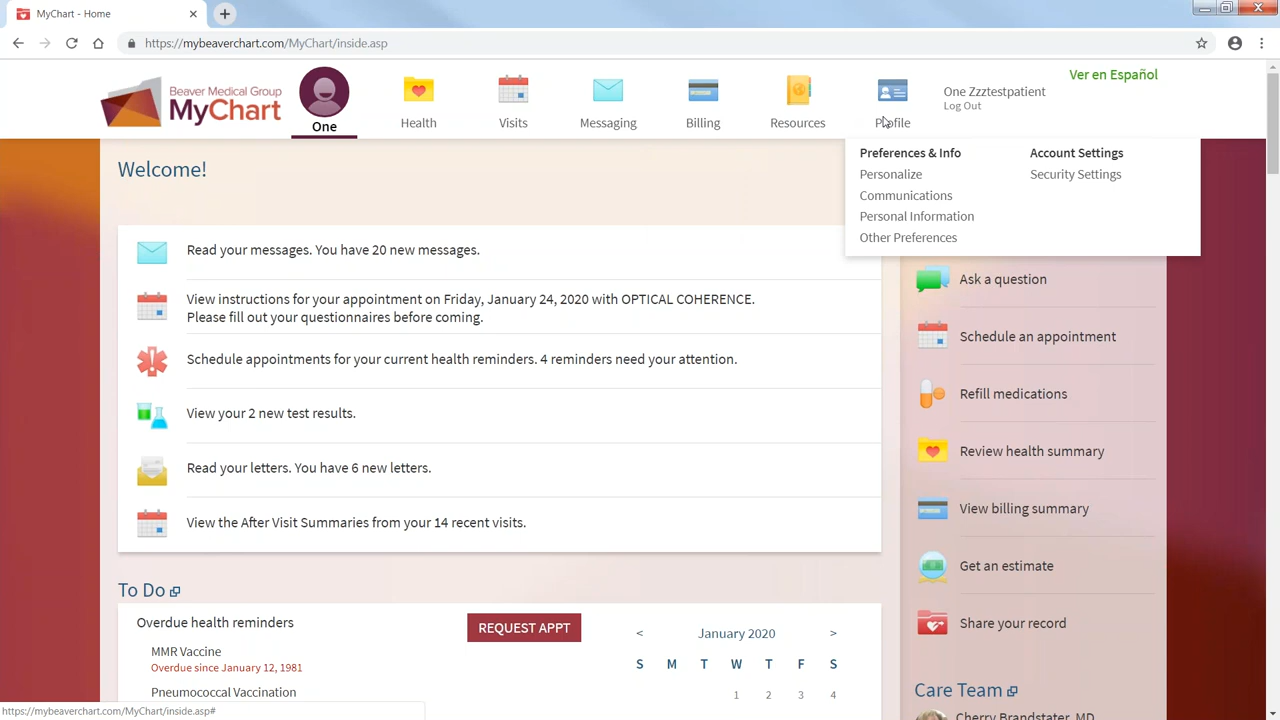 MyChart - Home
https://mybeaverchart.com/MyChart/inside.asp
Beaver Medical Group
MyChart
One
Health
Visits
Messaging
Billing
Resources
Profile
One Zzztestpatient
Log Out
Ver en Español
Preferences & Info
Personalize
Communications
Personal Information
Other Preferences
Account Settings
Security Settings
Welcome!
Read your messages. You have 20 new messages.
View instructions for your appointment on Friday, January 24, 2020 with OPTICAL COHERENCE.
Please fill out your questionnaires before coming.
Schedule appointments for your current health reminders. 4 reminders need your attention.
View your 2 new test results.
Read your letters. You have 6 new letters.
View the After Visit Summaries from your 14 recent visits.
To Do
Overdue health reminders
MMR Vaccine
Overdue since January 12, 1981
Pneumococcal Vaccination
REQUEST APPT
< January 2020 >
S M T W T F S
1 2 3 4
Ask a question
Schedule an appointment
Refill medications
Review health summary
View billing summary
Get an estimate
Share your record
Care Team
Cherry Brandstater, MD
https://mybeaverchart.com/MyChart/inside.asp#